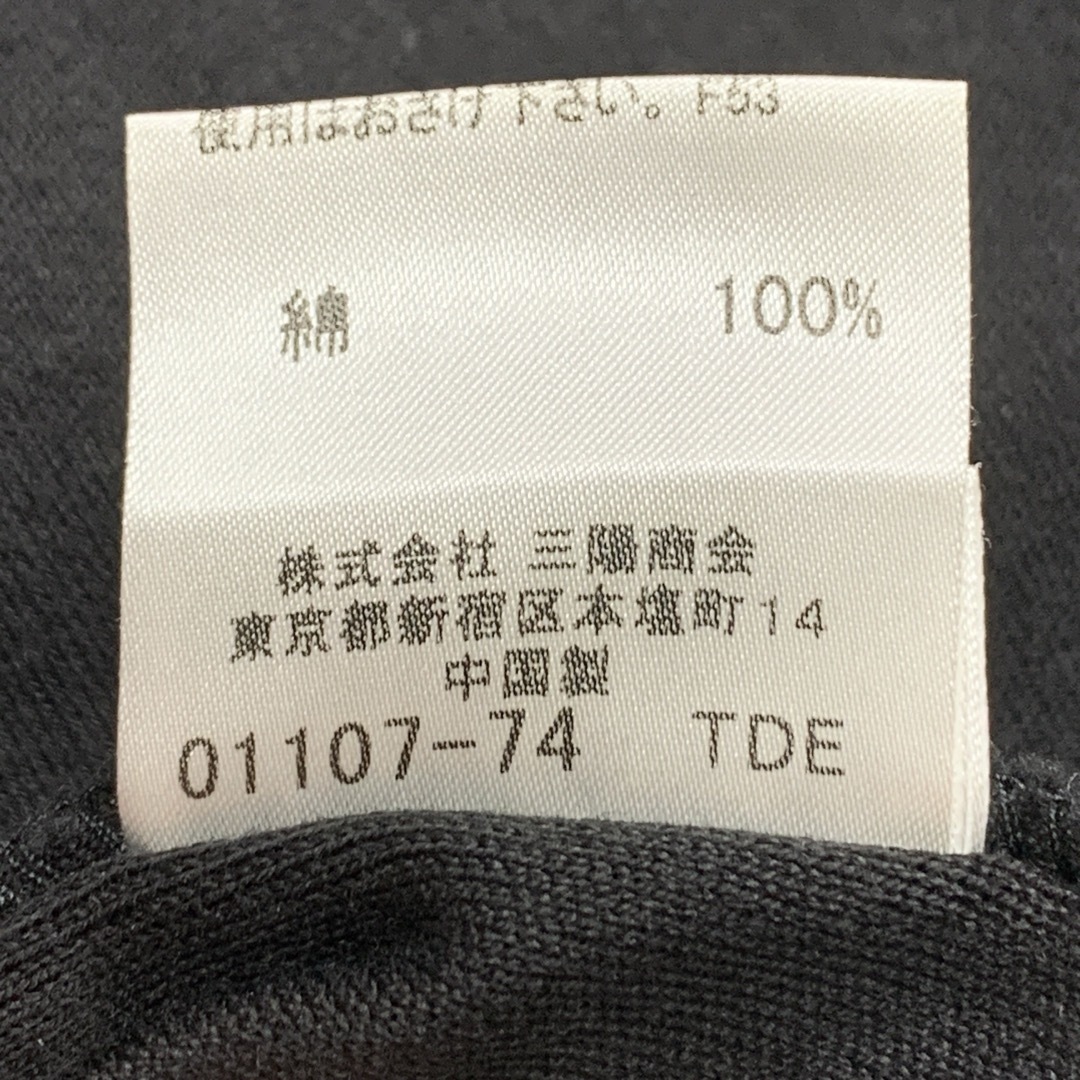 使用はおさけ下さい。F53
綿 100%
株式会社 三陽商会
東京都新宿区本塩町14
中国製
01107-74 TDE